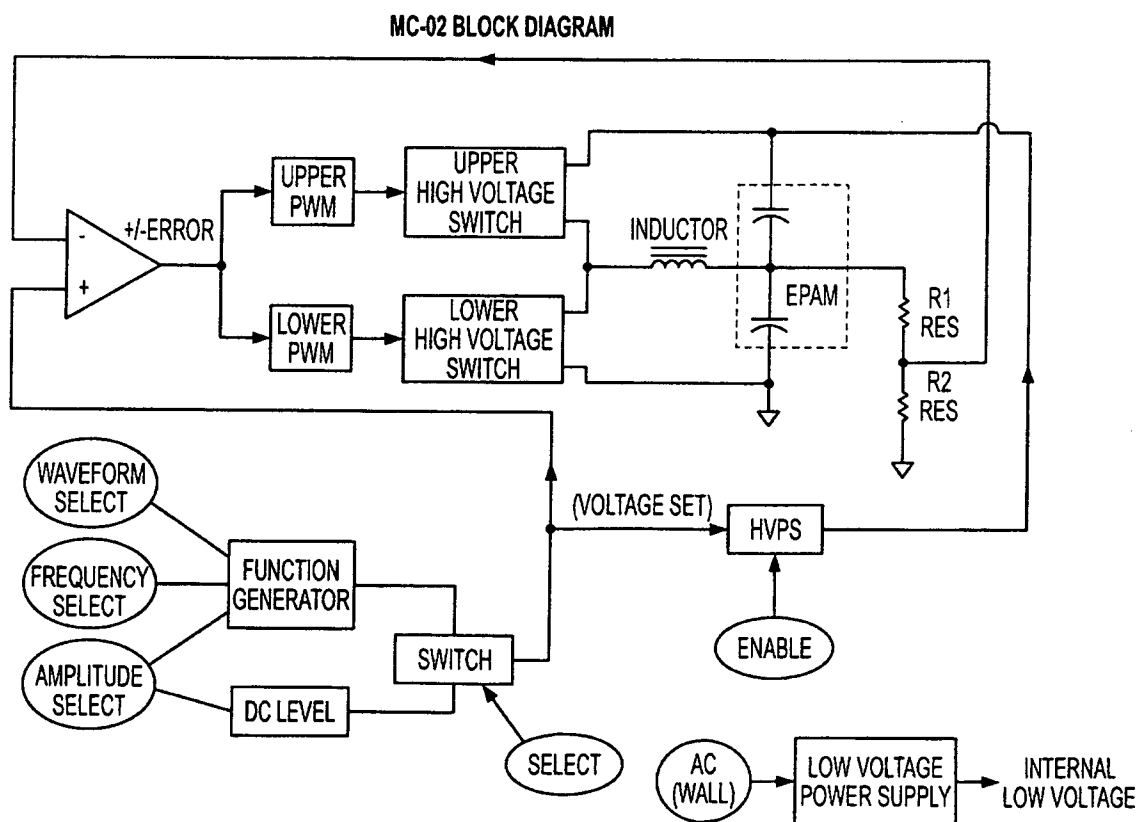 MC-02 BLOCK DIAGRAM
-
+
+/-ERROR
UPPER
PWM
UPPER
HIGH VOLTAGE
SWITCH
LOWER
PWM
LOWER
HIGH VOLTAGE
SWITCH
INDUCTOR
EPAM
R1
RES
R2
RES
WAVEFORM
SELECT
FREQUENCY
SELECT
AMPLITUDE
SELECT
FUNCTION
GENERATOR
DC LEVEL
SWITCH
SELECT
(VOLTAGE SET)
HVPS
ENABLE
AC
(WALL)
LOW VOLTAGE
POWER SUPPLY
INTERNAL
LOW VOLTAGE